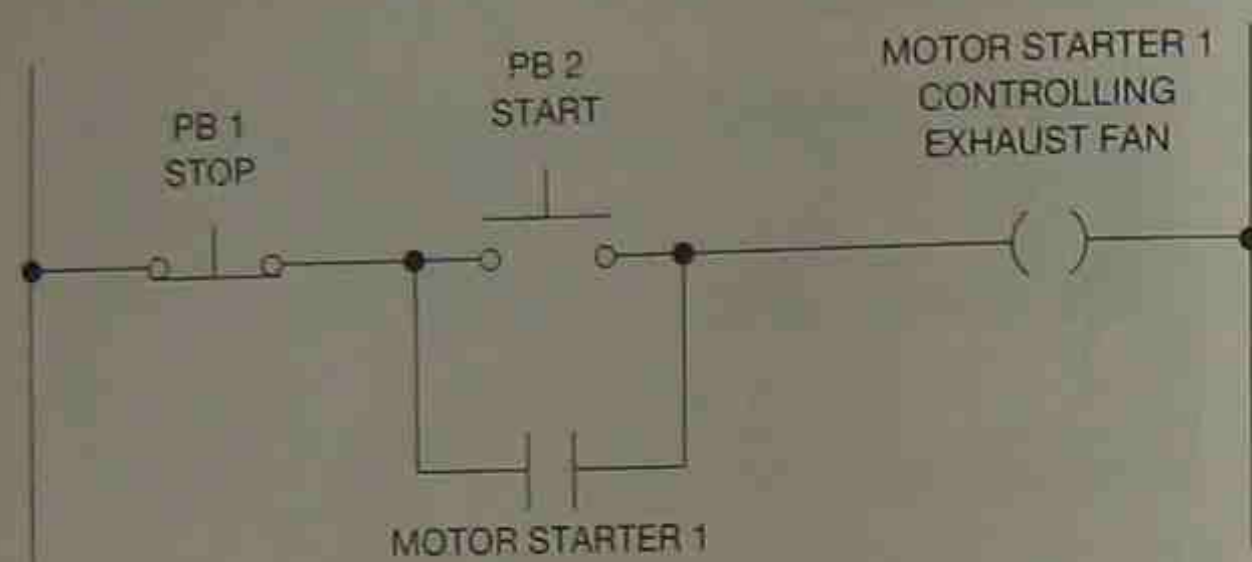 PB 1
STOP
PB 2
START
MOTOR STARTER 1
CONTROLLING
EXHAUST FAN
MOTOR STARTER 1